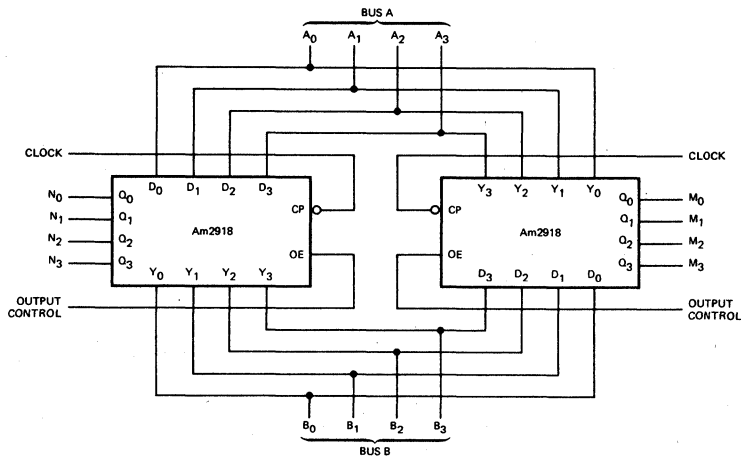 BUS A
A0 A1 A2 A3
CLOCK CLOCK
D0 D1 D2 D3 Y3 Y2 Y1 Y0
N0 Q0 CP CP Q0 M0
N1 Q1 Q1 M1
Am2918 Am2918
N2 Q2 Q2 M2
N3 Q3 OE OE Q3 M3
Y0 Y1 Y2 Y3 D3 D2 D1 D0
OUTPUT CONTROL OUTPUT CONTROL
B0 B1 B2 B3
BUS B